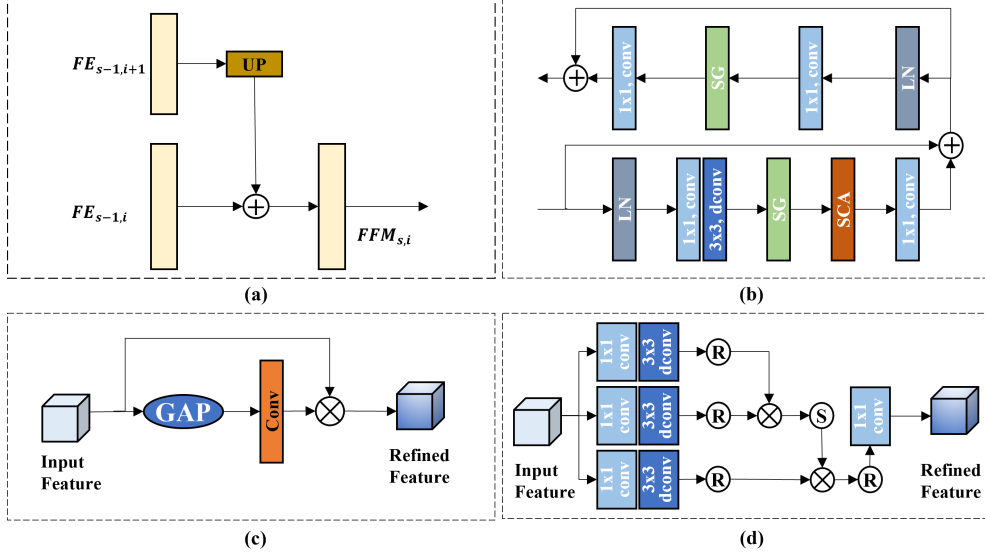 FE_{s-1,i+1}
UP
FE_{s-1,i}
+
FFM_{s,i}
(a)
+
1x1, conv
SG
1x1, conv
LN
+
LN
1x1, conv
3x3, dconv
SG
SCA
1x1, conv
(b)
GAP
Conv
Input
Feature
Refined
Feature
(c)
1x1
conv
3x3
dconv
R
1x1
conv
3x3
dconv
R
S
1x1
conv
1x1
conv
3x3
dconv
R
R
Input
Feature
Refined
Feature
(d)